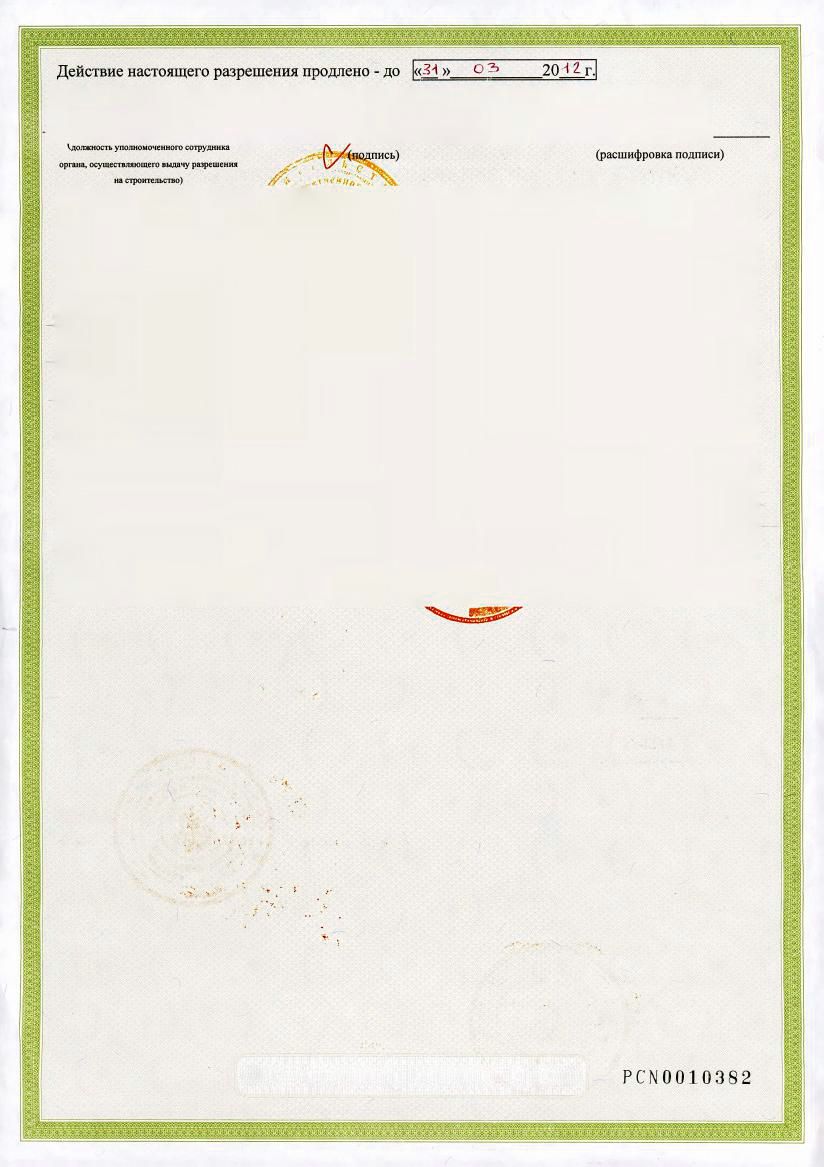 Действие настоящего разрешения продлено - до «31» 03 2012 г.
\должность уполномоченного сотрудника
органа, осуществляющего выдачу разрешения
на строительство)
(подпись)
(расшифровка подписи)
PCN0010382